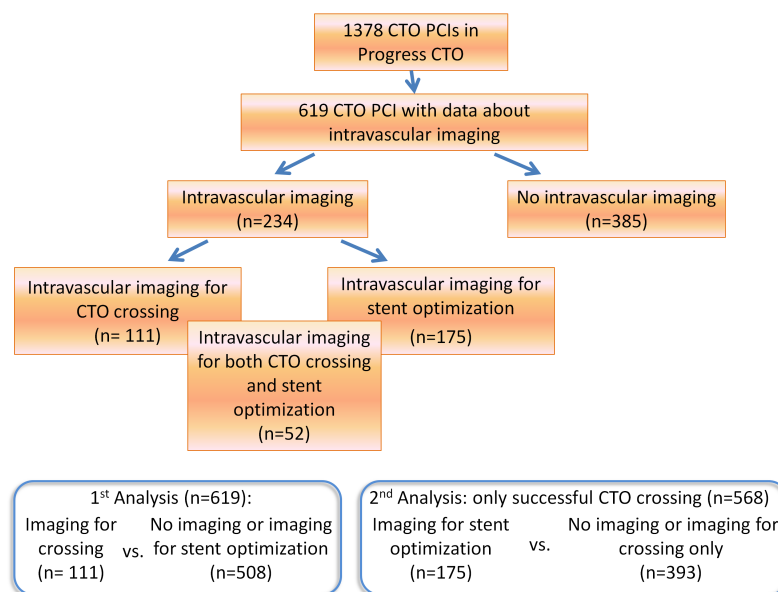 1378 CTO PCIs in
Progress CTO
619 CTO PCI with data about
intravascular imaging
Intravascular imaging
(n=234)
No intravascular imaging
(n=385)
Intravascular imaging for
CTO crossing
(n= 111)
Intravascular imaging for
stent optimization
(n=175)
Intravascular imaging
for both CTO crossing
and stent
optimization
(n=52)
1st Analysis (n=619):
Imaging for
crossing
(n= 111)
vs.
No imaging or imaging
for stent optimization
(n=508)
2nd Analysis: only successful CTO crossing (n=568)
Imaging for stent
optimization
(n=175)
vs.
No imaging or imaging for
crossing only
(n=393)